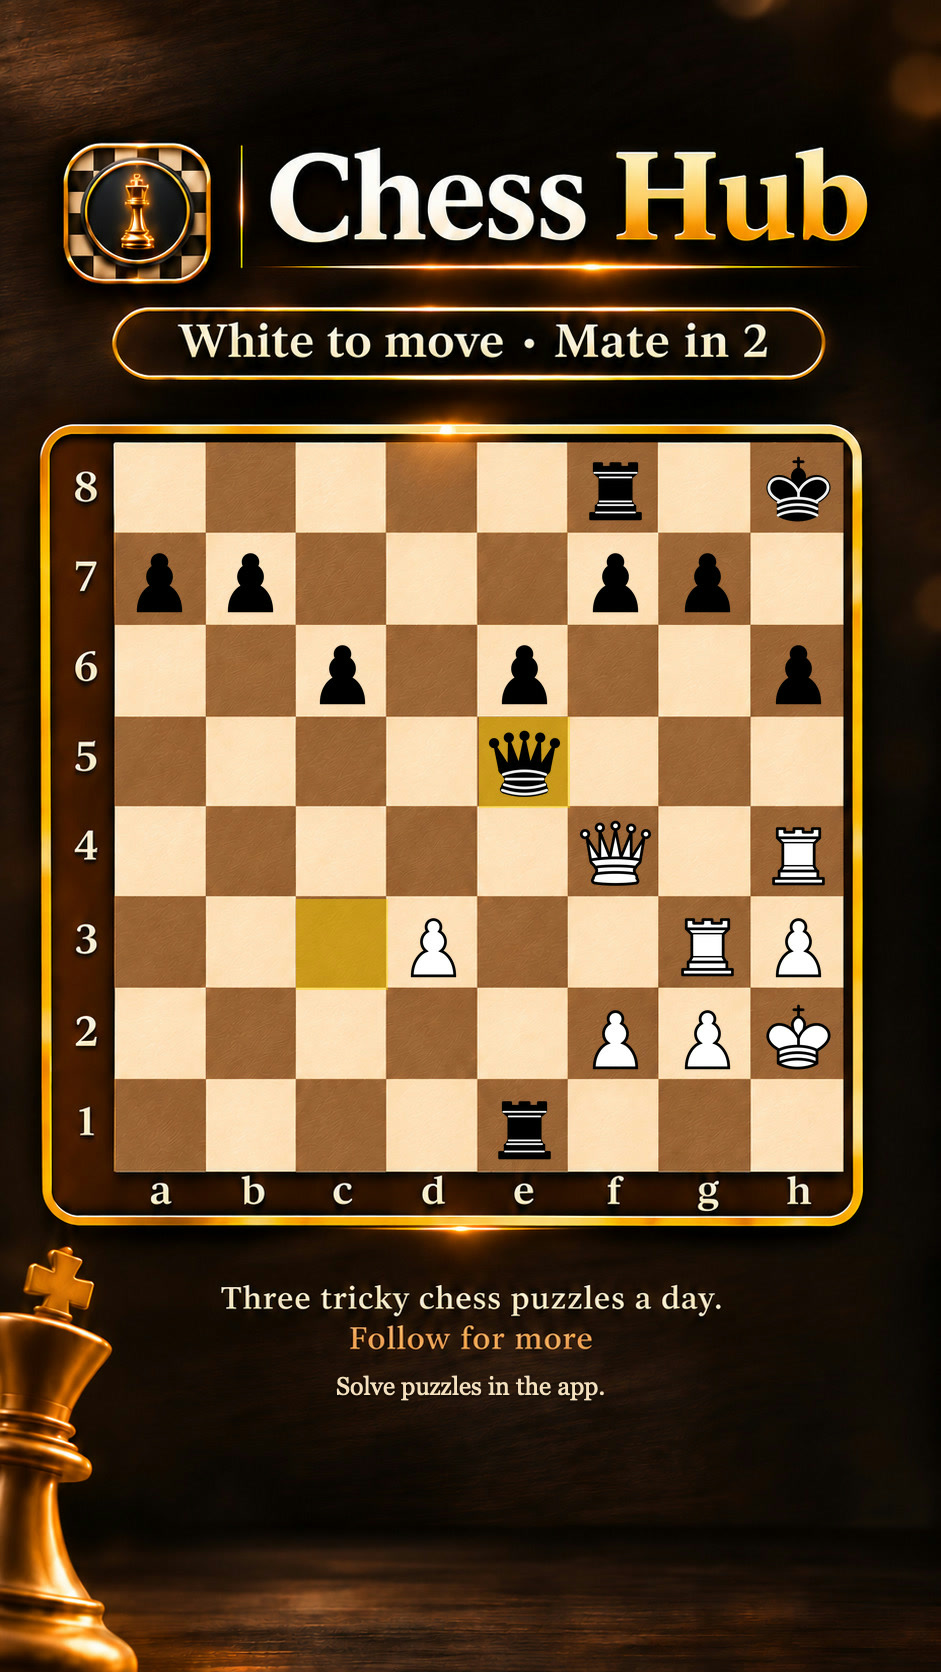 Chess Hub
White to move · Mate in 2
8
7
6
5
4
3
2
1
a b c d e f g h
Three tricky chess puzzles a day.
Follow for more
Solve puzzles in the app.